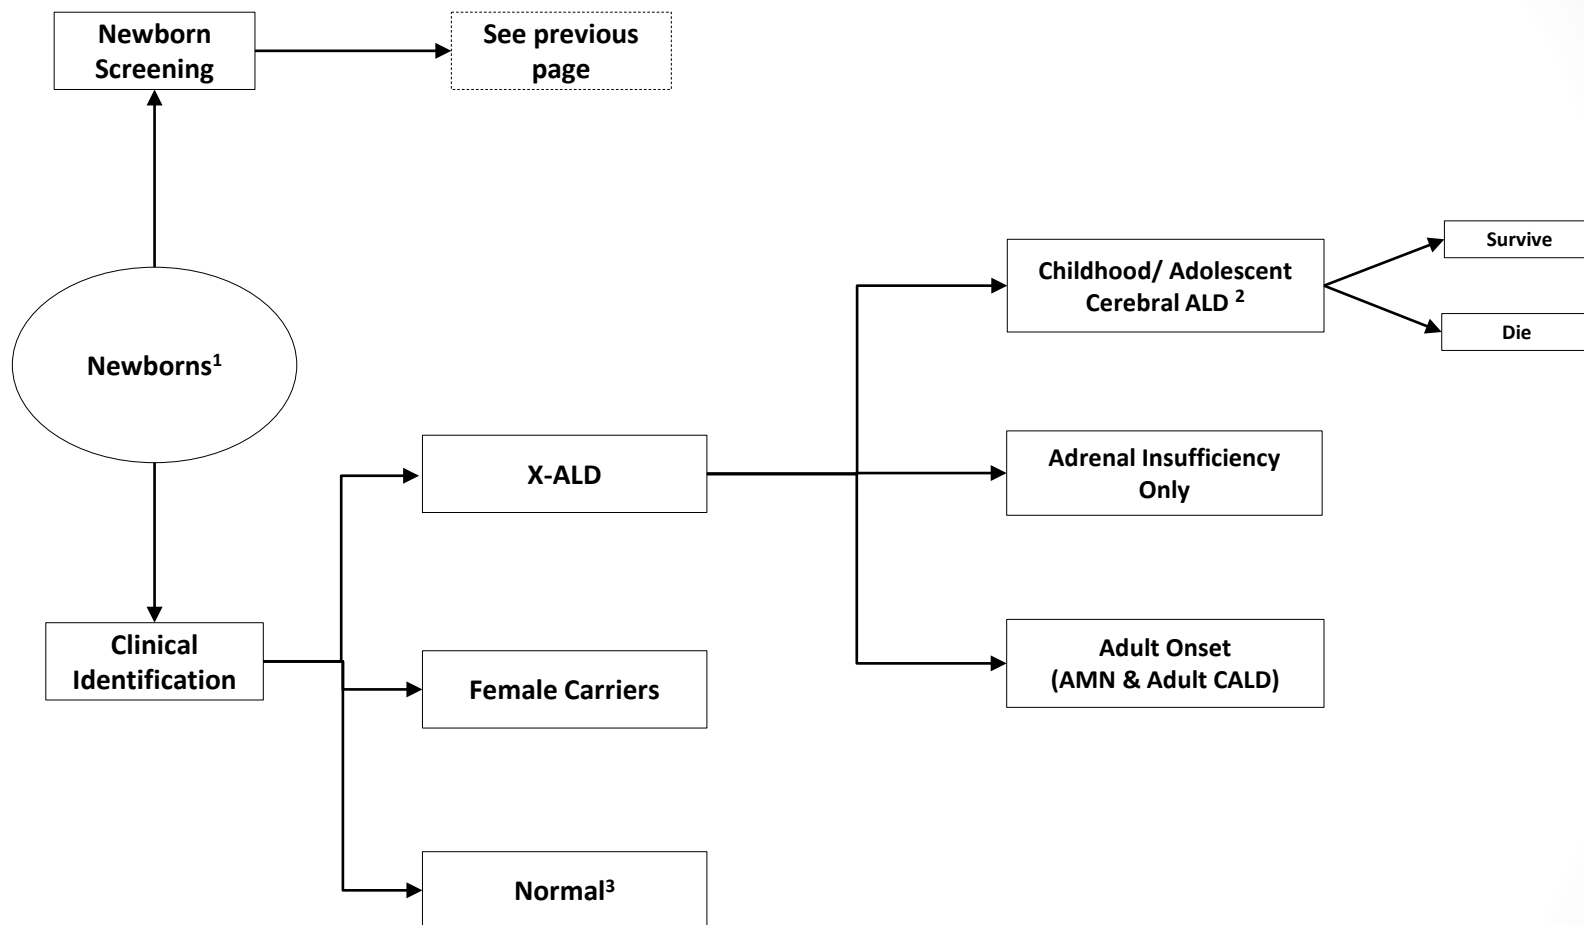 Newborn
Screening
See previous
page
Newborns¹
Clinical
Identification
X-ALD
Female Carriers
Normal³
Childhood/ Adolescent
Cerebral ALD ²
Adrenal Insufficiency
Only
Adult Onset
(AMN & Adult CALD)
Survive
Die